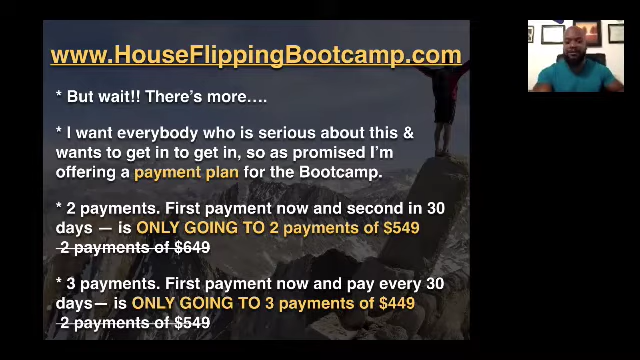 www.HouseFlippingBootcamp.com
* But wait!! There's more....
* I want everybody who is serious about this &
wants to get in to get in, so as promised I'm
offering a payment plan for the Bootcamp.
* 2 payments. First payment now and second in 30
days — is ONLY GOING TO 2 payments of $549
2 payments of $649
* 3 payments. First payment now and pay every 30
days— is ONLY GOING TO 3 payments of $449
2 payments of $549